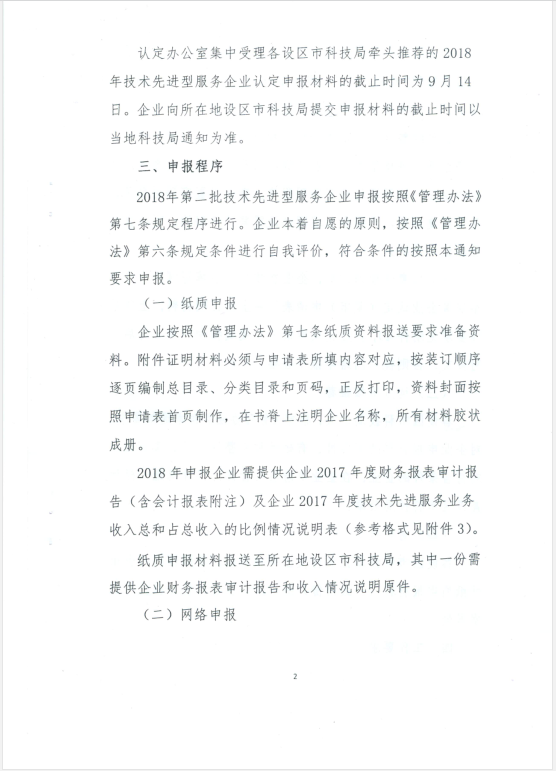 认定办公室集中受理各设区市科技局牵头推荐的 2018
年技术先进型服务企业认定申报材料的截止时间为 9 月 14
日。企业向所在地设区市科技局提交申报材料的截止时间以
当地科技局通知为准。
三、申报程序
2018年第二批技术先进型服务企业申报按照《管理办法》
第七条规定程序进行。企业本着自愿的原则，按照《管理办
法》第六条规定条件进行自我评价，符合条件的按照本通知
要求申报。
（一）纸质申报
企业按照《管理办法》第七条纸质资料报送要求准备资
料。附件证明材料必须与申请表所填内容对应，按装订顺序
逐页编制总目录、分类目录和页码，正反打印，资料封面按
照申请表首页制作，在书脊上注明企业名称，所有材料胶状
成册。
2018 年申报企业需提供企业 2017 年度财务报表审计报
告（含会计报表附注）及企业 2017 年度技术先进服务业务
收入总和占总收入的比例情况说明表（参考格式见附件 3）。
纸质申报材料报送至所在地设区市科技局，其中一份需
提供企业财务报表审计报告和收入情况说明原件。
（二）网络申报
2